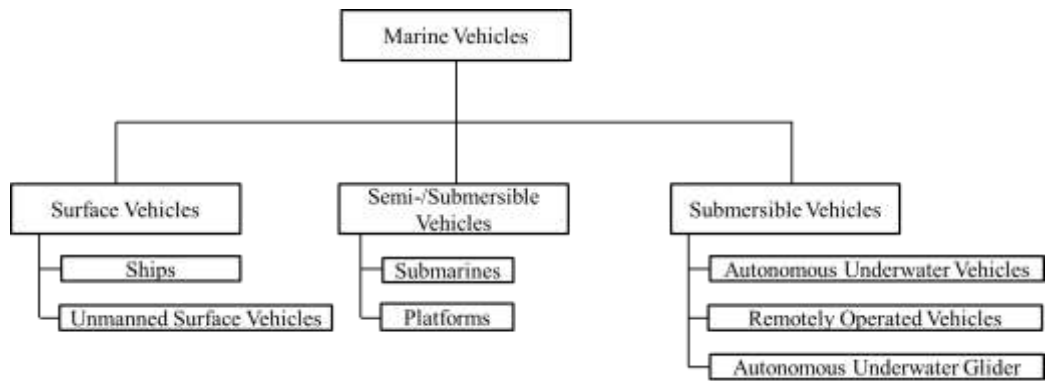 Marine Vehicles
Surface Vehicles
Ships
Unmanned Surface Vehicles
Semi-/Submersible
Vehicles
Submarines
Platforms
Submersible Vehicles
Autonomous Underwater Vehicles
Remotely Operated Vehicles
Autonomous Underwater Glider